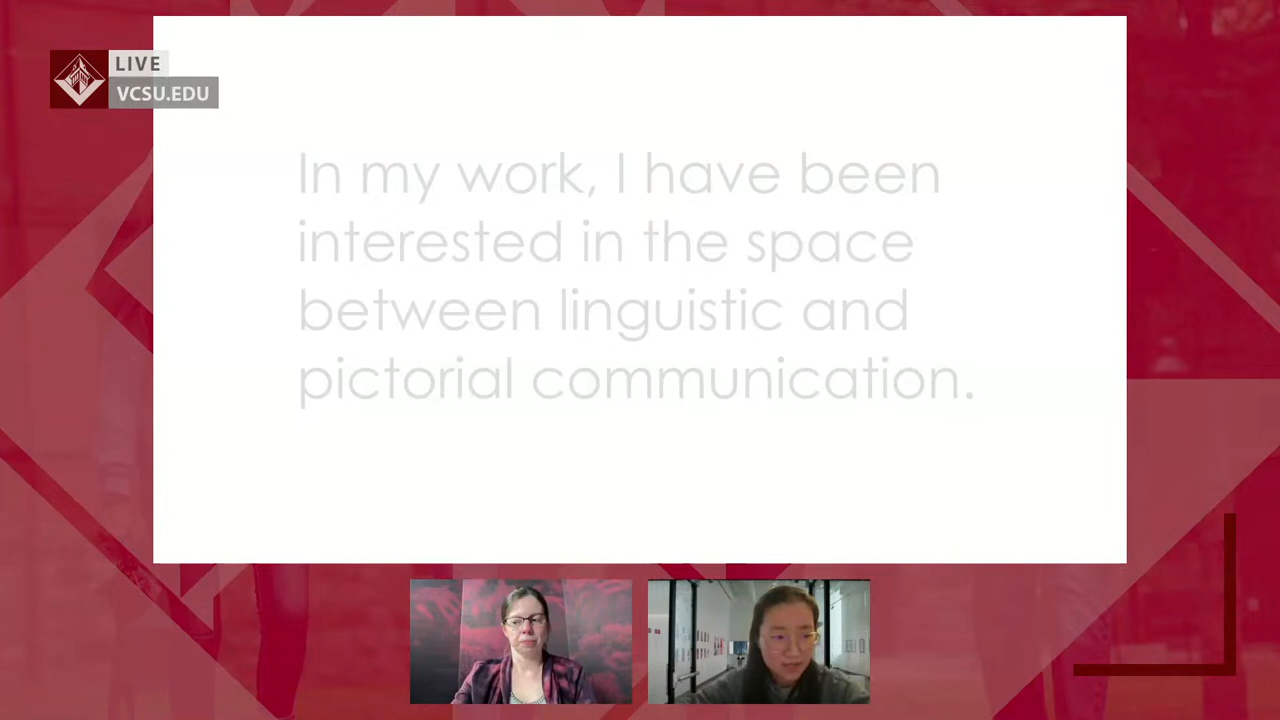 LIVE
VCSU.EDU
In my work, I have been
interested in the space
between linguistic and
pictorial communication.